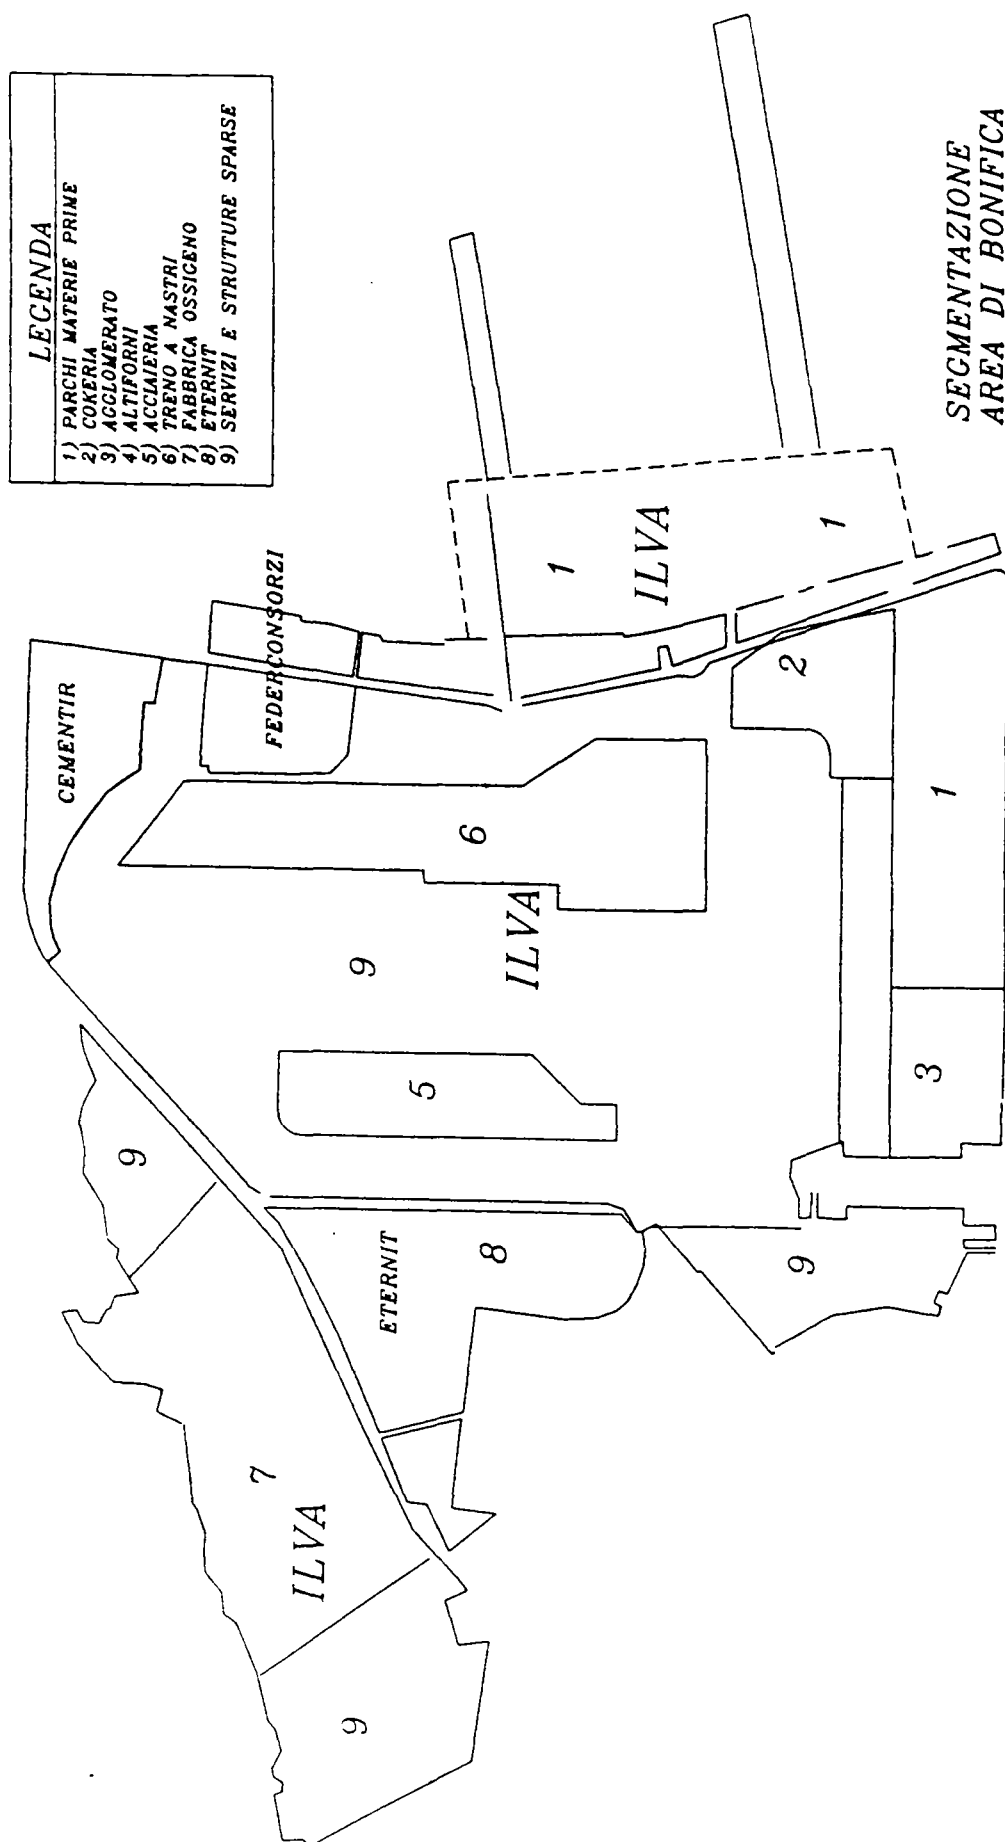 LEGENDA
1) PARCHI MATERIE PRIME
2) COKERIA
3) AGGLOMERATO
4) ALTIFORNI
5) ACCIAIERIA
6) TRENO A NASTRI
7) FABBRICA OSSIGENO
8) ETERNIT
9) SERVIZI E STRUTTURE SPARSE
CEMENTIR
FEDERCONSORZI
9
9
6
ILVA
5
1
ILVA
1
7
ILVA
ETERNIT
8
9
9
2
1
3
SEGMENTAZIONE
AREA DI BONIFICA